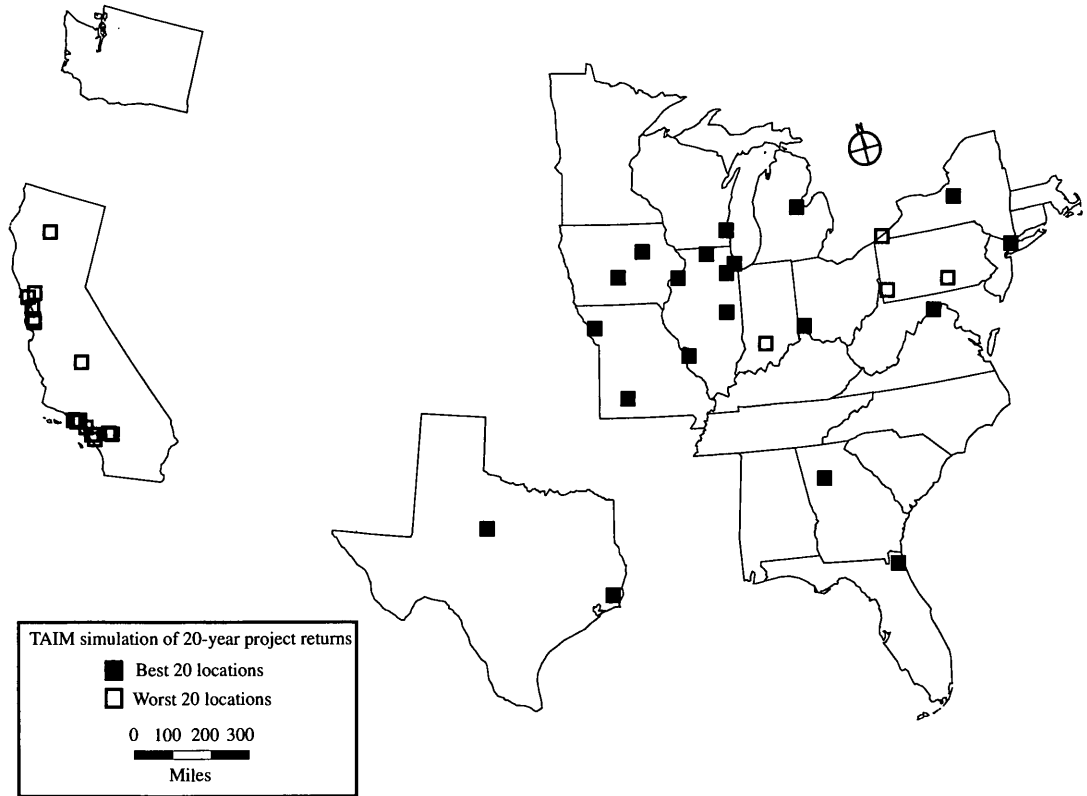 N
TAIM simulation of 20-year project returns
Best 20 locations
Worst 20 locations
0 100 200 300
Miles